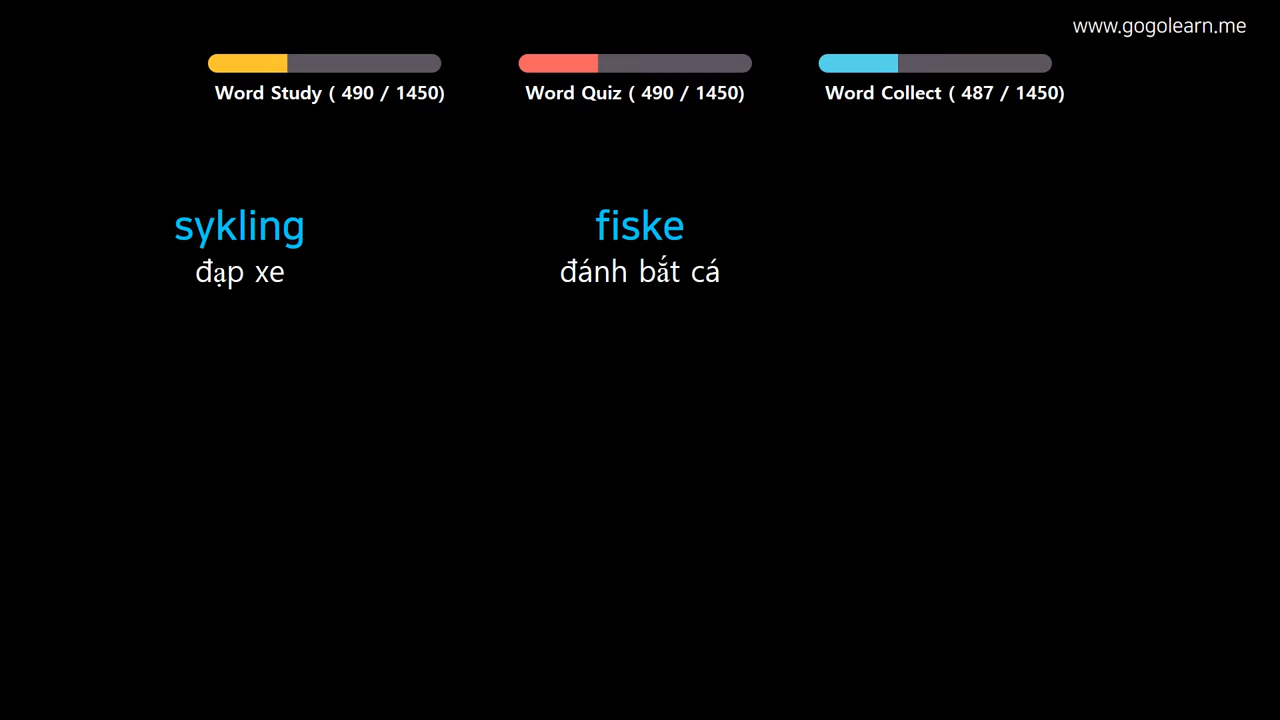 www.gogolearn.me
Word Study ( 490 / 1450)
Word Quiz ( 490 / 1450)
Word Collect ( 487 / 1450)
sykling
đạp xe
fiske
đánh bắt cá